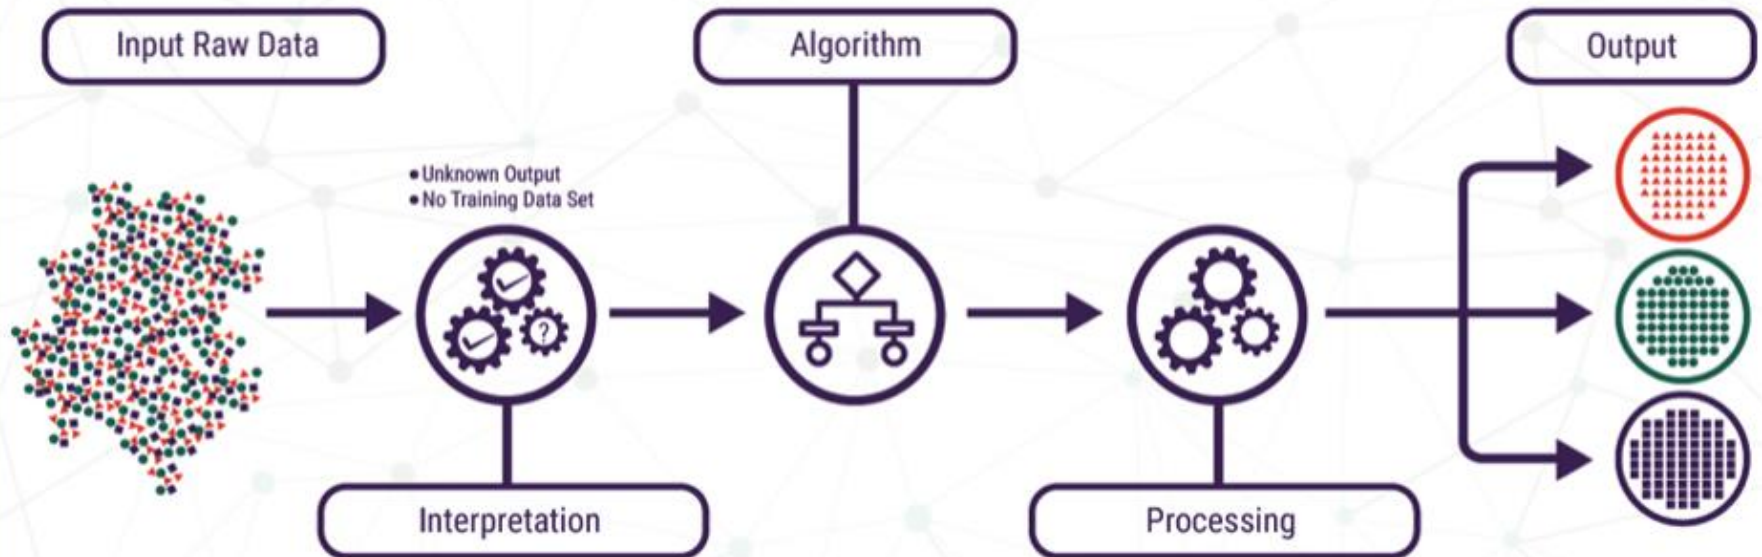 Input Raw Data
Algorithm
Output
• Unknown Output
• No Training Data Set
?
Interpretation
Processing